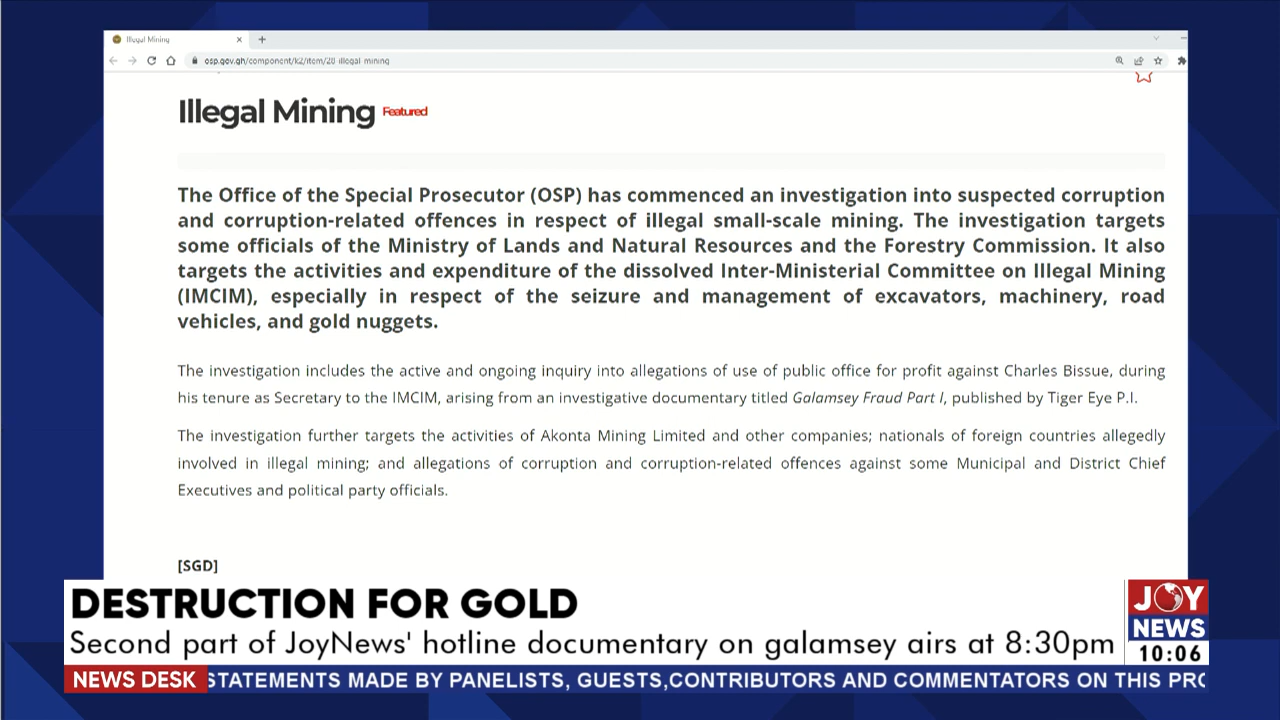 Illegal Mining
osp.gov.gh/component/k2/item/20-illegal-mining
Illegal Mining Featured
The Office of the Special Prosecutor (OSP) has commenced an investigation into suspected corruption
and corruption-related offences in respect of illegal small-scale mining. The investigation targets
some officials of the Ministry of Lands and Natural Resources and the Forestry Commission. It also
targets the activities and expenditure of the dissolved Inter-Ministerial Committee on Illegal Mining
(IMCIM), especially in respect of the seizure and management of excavators, machinery, road
vehicles, and gold nuggets.
The investigation includes the active and ongoing inquiry into allegations of use of public office for profit against Charles Bissue, during
his tenure as Secretary to the IMCIM, arising from an investigative documentary titled Galamsey Fraud Part I, published by Tiger Eye P.I.
The investigation further targets the activities of Akonta Mining Limited and other companies; nationals of foreign countries allegedly
involved in illegal mining; and allegations of corruption and corruption-related offences against some Municipal and District Chief
Executives and political party officials.
[SGD]
DESTRUCTION FOR GOLD
Second part of JoyNews' hotline documentary on galamsey airs at 8:30pm
JOY
NEWS
10:06
NEWS DESK
STATEMENTS MADE BY PANELISTS, GUESTS,CONTRIBUTORS AND COMMENTATORS ON THIS PRO